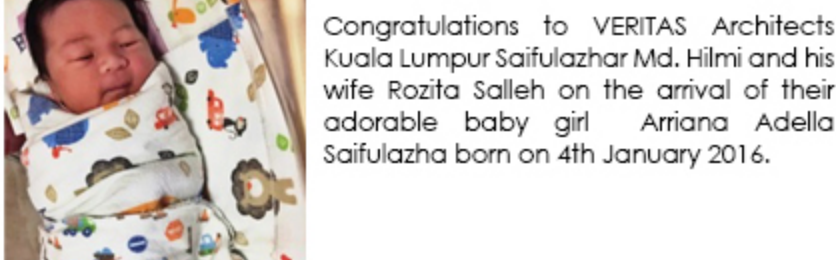 Congratulations to VERITAS Architects
Kuala Lumpur Saifulazhar Md. Hilmi and his
wife Rozita Salleh on the arrival of their
adorable baby girl Arriana Adella
Saifulazha born on 4th January 2016.